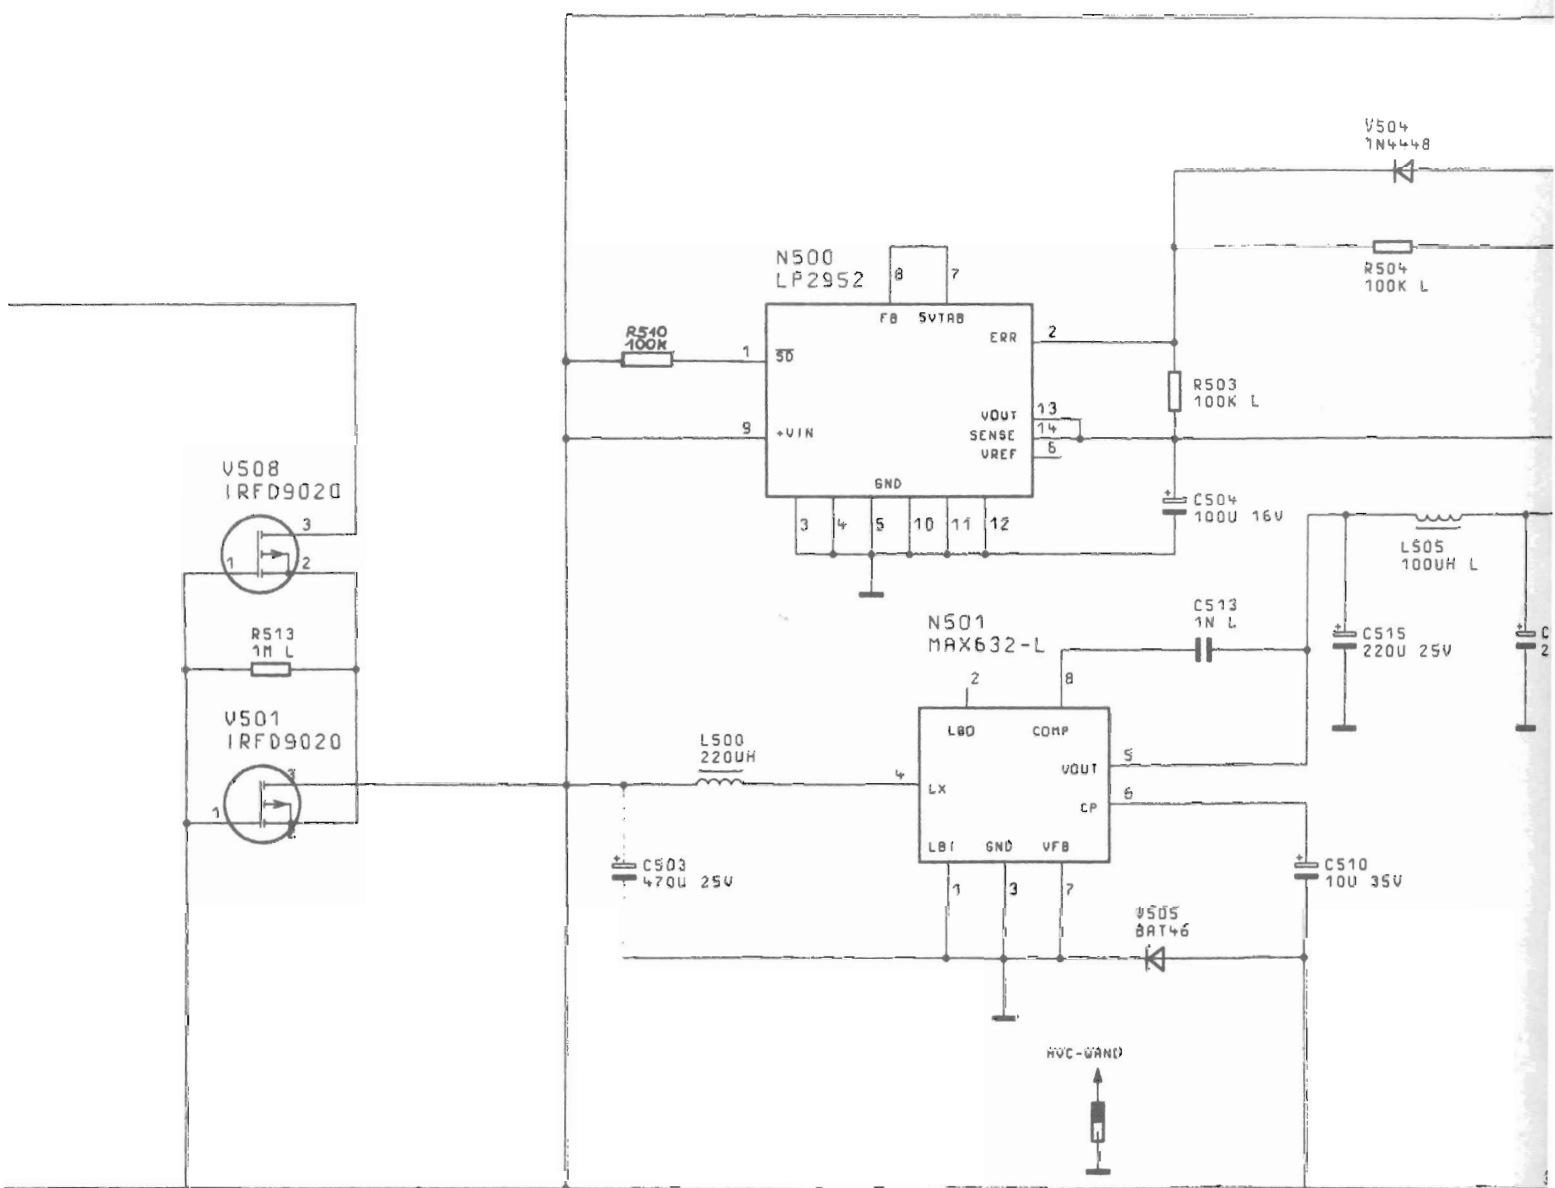 V504
1N4448
N500
LP2952
8
7
R504
100K L
FB
5VTAB
R510
100K
ERR
2
1
SD
R503
100K L
VOUT
13
9
+VIN
SENSE
14
VREF
6
V508
IRFD9020
GND
C504
100U 16V
3
3
4
5
10
11
12
L505
100UH L
1
2
C513
1N L
N501
MAX632-L
R513
1M L
C515
220U 25V
C
2
2
8
V501
IRFD9020
LBO
COMP
L500
220UH
5
VOUT
3
4
LX
6
CP
1
LBI
GND
VFB
C503
470U 25V
C510
10U 35V
1
3
7
V505
BAT46
AVC-WAND